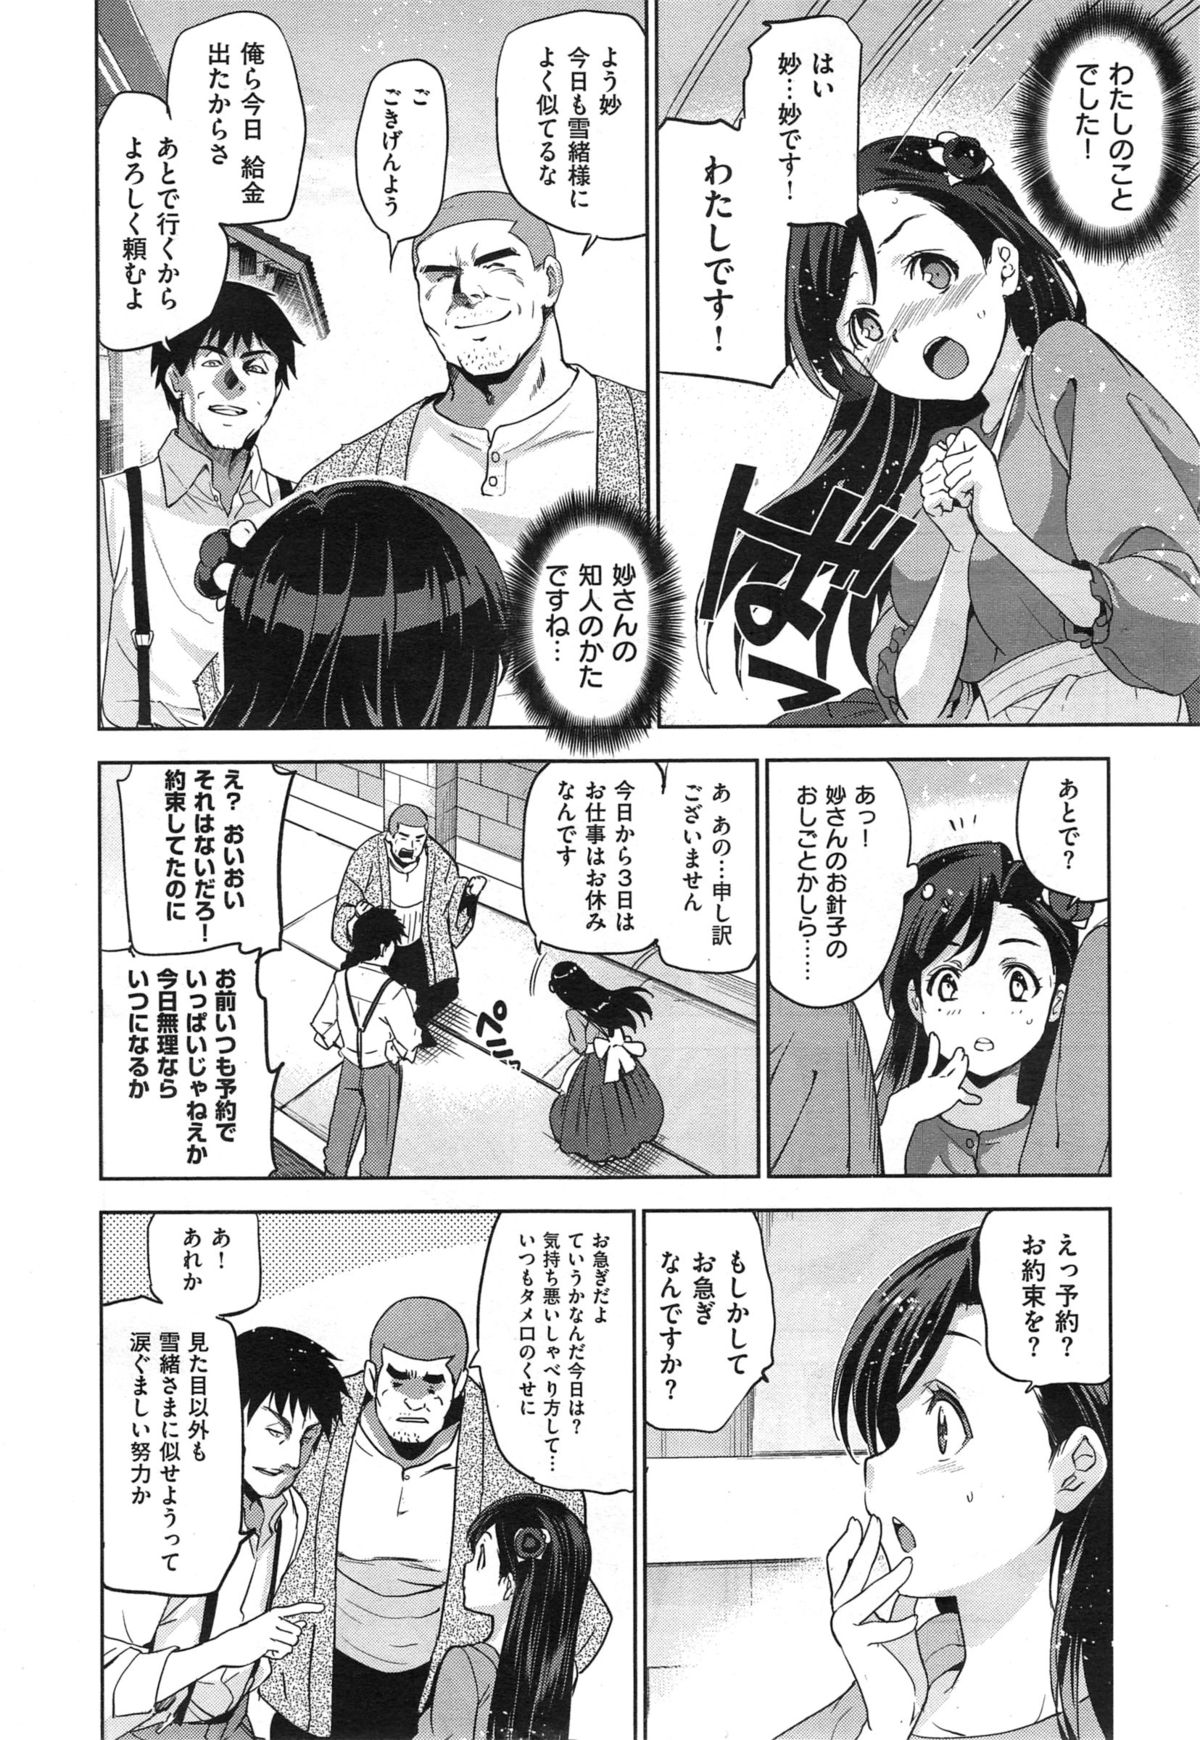 わたしのこと
でした！
はい
妙…妙です！
わたしです！
ばぎっ
よう妙
今日も雪緒様に
よく似てるな
ご
ごきげんよう
俺ら今日 給金
出たからさ
あとで行くから
よろしく頼むよ
妙さんの
知人のかた
ですね…
あとで？
あっ！
妙さんのお針子の
おしごとかしら……
あ あの…申し訳
ございません
今日から３日は
お仕事はお休み
なんです
ペコッ
え？ おいおい
それはないだろ！
約束してたのに
お前いつも予約で
いっぱいじゃねえか
今日無理なら
いつになるか
えっ予約？
お約束を？
もしかして
お急ぎ
なんですか？
お急ぎだよ
ていうかなんだ今日は？
気持ち悪いしゃべり方して…
いつもタメ口のくせに
あ！
あれか
見た目以外も
雪緒さまに似せようって
涙ぐましい努力か